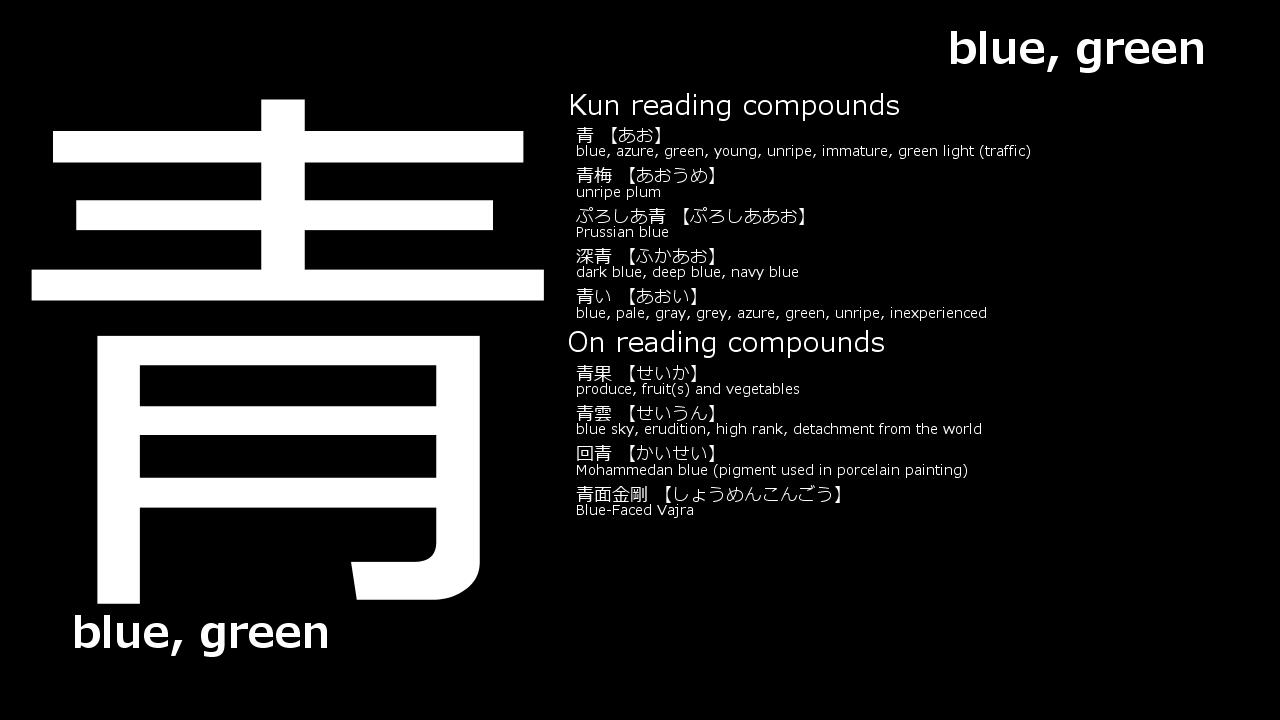 blue, green
青
Kun reading compounds
青 【あお】
blue, azure, green, young, unripe, immature, green light (traffic)
青梅 【あおうめ】
unripe plum
ぷろしあ青 【ぷろしああお】
Prussian blue
深青 【ふかあお】
dark blue, deep blue, navy blue
青い 【あおい】
blue, pale, gray, grey, azure, green, unripe, inexperienced
On reading compounds
青果 【せいか】
produce, fruit(s) and vegetables
青雲 【せいうん】
blue sky, erudition, high rank, detachment from the world
回青 【かいせい】
Mohammedan blue (pigment used in porcelain painting)
青面金剛 【しょうめんこんごう】
Blue-Faced Vajra
blue, green